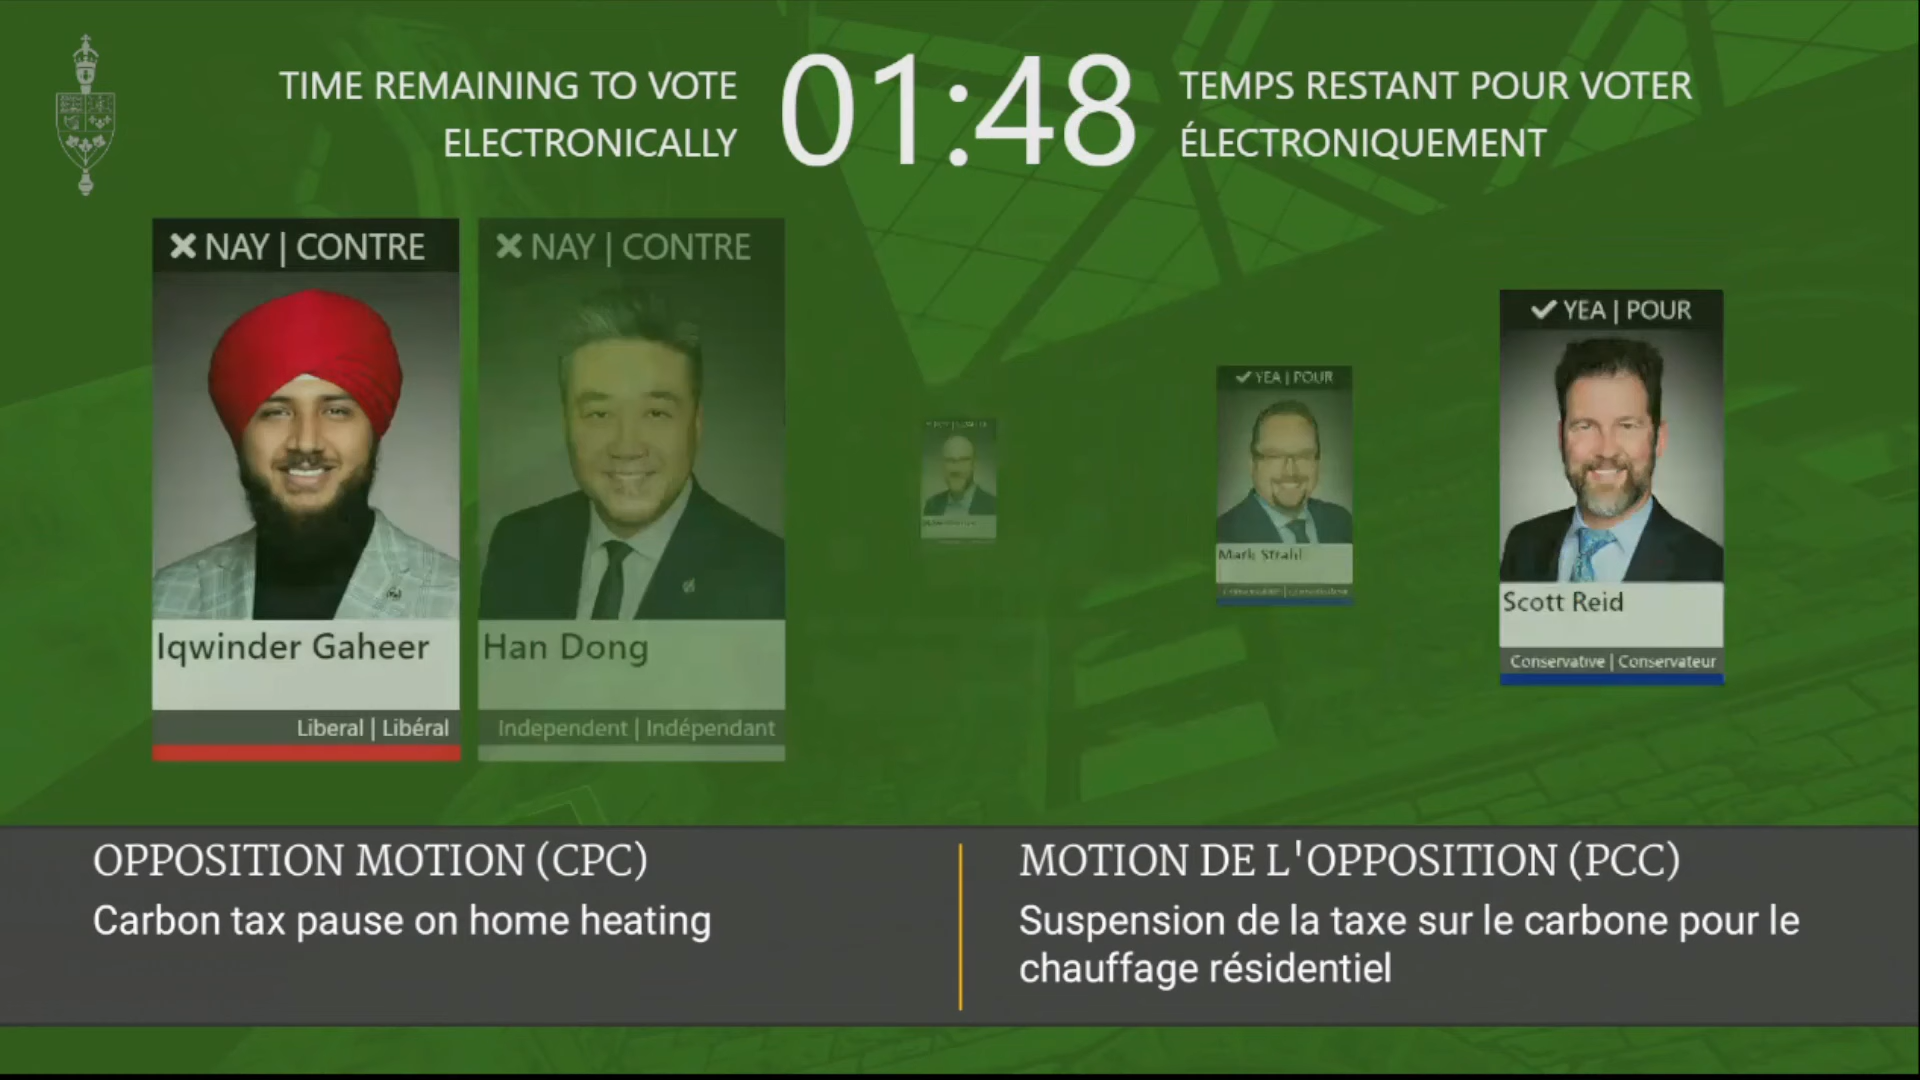 TIME REMAINING TO VOTE
ELECTRONICALLY
01:48
TEMPS RESTANT POUR VOTER
ÉLECTRONIQUEMENT
NAY | CONTRE
Iqwinder Gaheer
Liberal | Libéral
NAY | CONTRE
Han Dong
Independent | Indépendant
YEA | POUR
Mark Strahl
Conservative | Conservateur
YEA | POUR
Scott Reid
Conservative | Conservateur
OPPOSITION MOTION (CPC)
Carbon tax pause on home heating
MOTION DE L'OPPOSITION (PCC)
Suspension de la taxe sur le carbone pour le
chauffage résidentiel